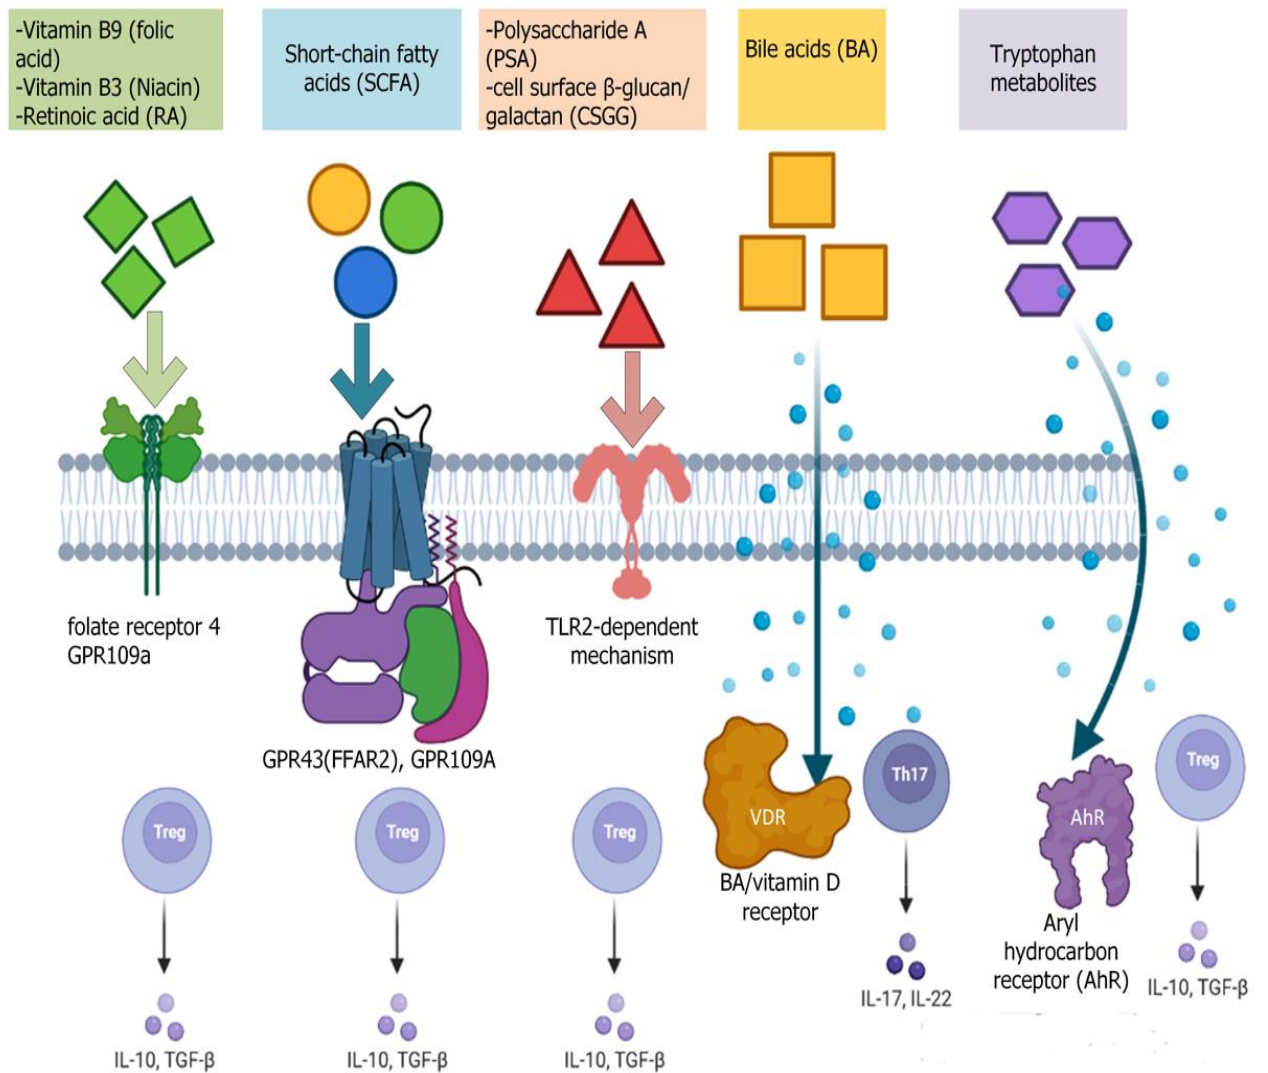 -Vitamin B9 (folic
acid)
-Vitamin B3 (Niacin)
-Retinoic acid (RA)
Short-chain fatty
acids (SCFA)
-Polysaccharide A
(PSA)
-cell surface β-glucan/
galactan (CSGG)
Bile acids (BA)
Tryptophan
metabolites
folate receptor 4
GPR109a
GPR43(FFAR2), GPR109A
TLR2-dependent
mechanism
VDR
BA/vitamin D
receptor
Th17
IL-17, IL-22
AhR
Aryl
hydrocarbon
receptor (AhR)
Treg
IL-10, TGF-β
Treg
IL-10, TGF-β
Treg
IL-10, TGF-β
Treg
IL-10, TGF-β